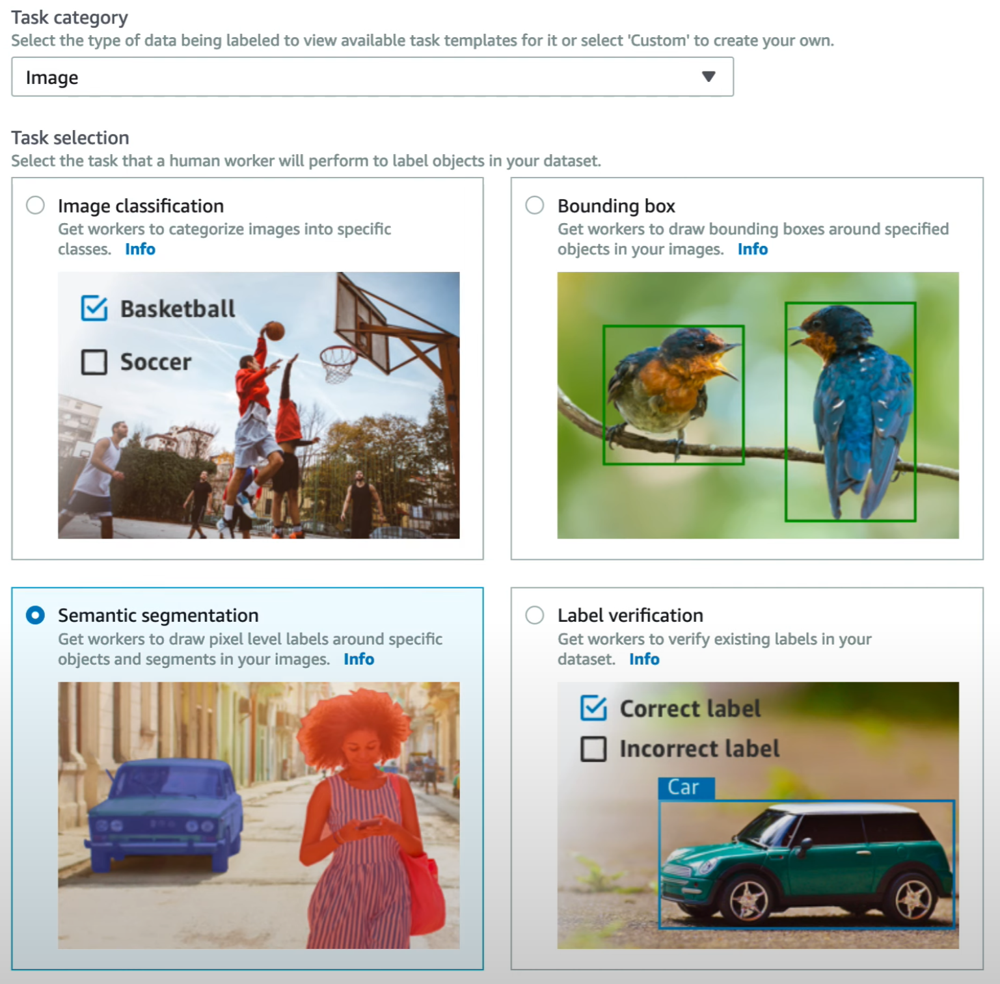 Task category
Select the type of data being labeled to view available task templates for it or select 'Custom' to create your own.
Image
Task selection
Select the task that a human worker will perform to label objects in your dataset.
Image classification
Get workers to categorize images into specific
classes. Info
Basketball
Soccer
Bounding box
Get workers to draw bounding boxes around specified
objects in your images. Info
Semantic segmentation
Get workers to draw pixel level labels around specific
objects and segments in your images. Info
Label verification
Get workers to verify existing labels in your
dataset. Info
Correct label
Incorrect label
Car